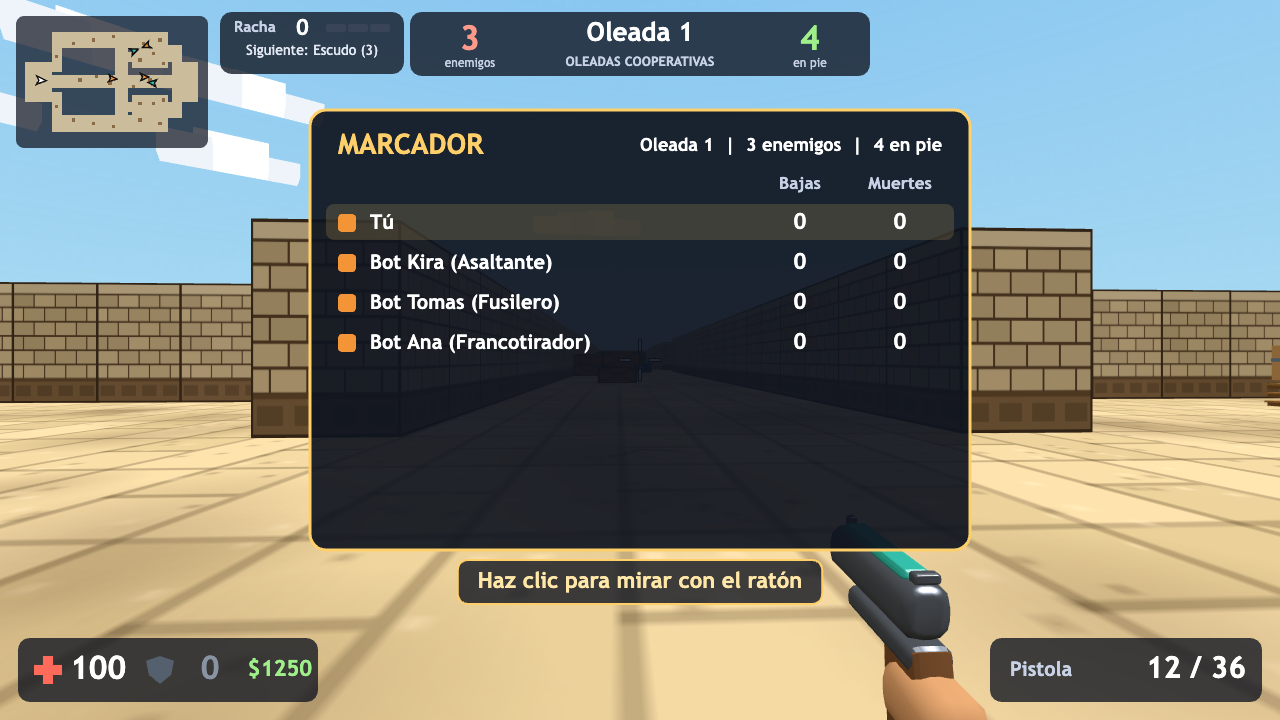 Racha 0
Siguiente: Escudo (3)
3
enemigos
Oleada 1
OLEADAS COOPERATIVAS
4
en pie
MARCADOR
Oleada 1 | 3 enemigos | 4 en pie
Bajas Muertes
Tú 0 0
Bot Kira (Asaltante) 0 0
Bot Tomas (Fusilero) 0 0
Bot Ana (Francotirador) 0 0
Haz clic para mirar con el ratón
100 0 $1250
Pistola 12 / 36